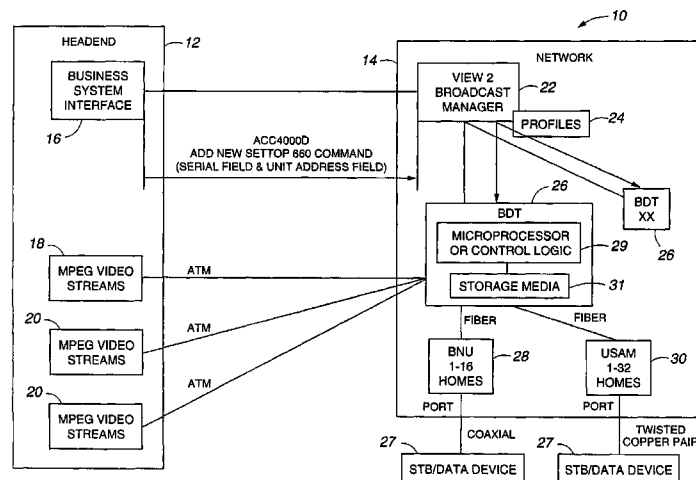 10
HEADEND
12
BUSINESS
SYSTEM
INTERFACE
16
ACC4000D
ADD NEW SETTOP 660 COMMAND
(SERIAL FIELD & UNIT ADDRESS FIELD)
18
MPEG VIDEO
STREAMS
ATM
20
MPEG VIDEO
STREAMS
ATM
20
MPEG VIDEO
STREAMS
ATM
14
NETWORK
VIEW 2
BROADCAST
MANAGER
22
PROFILES
24
26
BDT
MICROPROCESSOR
OR CONTROL LOGIC
29
STORAGE MEDIA
31
BDT
XX
26
FIBER
FIBER
BNU
1-16
HOMES
28
USAM
1-32
HOMES
30
PORT
PORT
COAXIAL
TWISTED
COPPER PAIR
27
STB/DATA DEVICE
27
STB/DATA DEVICE